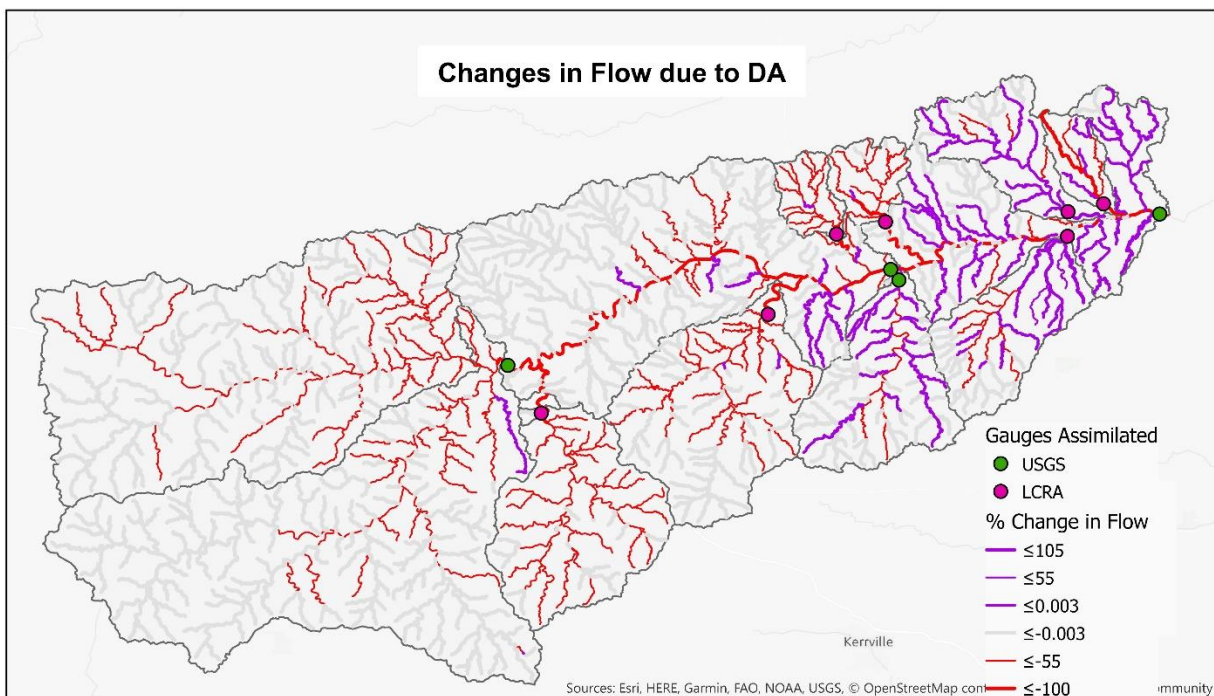 Changes in Flow due to DA
Gauges Assimilated
USGS
LCRA
% Change in Flow
≤105
≤55
≤0.003
≤-0.003
≤-55
≤-100
Kerrville
Sources: Esri, HERE, Garmin, FAO, NOAA, USGS, © OpenStreetMap